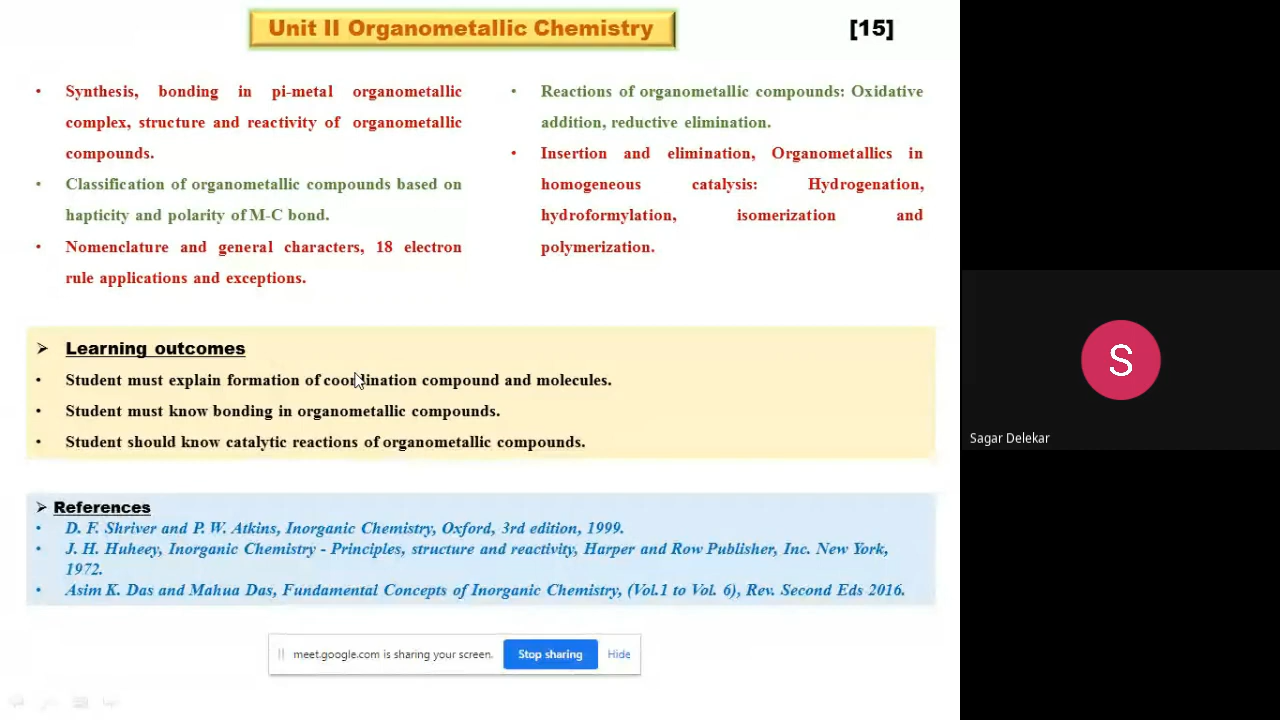 Unit II Organometallic Chemistry
[15]
• Synthesis, bonding in pi-metal organometallic
complex, structure and reactivity of organometallic
compounds.
• Classification of organometallic compounds based on
hapticity and polarity of M-C bond.
• Nomenclature and general characters, 18 electron
rule applications and exceptions.
• Reactions of organometallic compounds: Oxidative
addition, reductive elimination.
• Insertion and elimination, Organometallics in
homogeneous catalysis: Hydrogenation,
hydroformylation, isomerization and
polymerization.
➢ Learning outcomes
• Student must explain formation of coordination compound and molecules.
• Student must know bonding in organometallic compounds.
• Student should know catalytic reactions of organometallic compounds.
➢ References
• D. F. Shriver and P. W. Atkins, Inorganic Chemistry, Oxford, 3rd edition, 1999.
• J. H. Huheey, Inorganic Chemistry - Principles, structure and reactivity, Harper and Row Publisher, Inc. New York,
1972.
• Asim K. Das and Mahua Das, Fundamental Concepts of Inorganic Chemistry, (Vol.1 to Vol. 6), Rev. Second Eds 2016.
meet.google.com is sharing your screen. Stop sharing Hide
S
Sagar Delekar